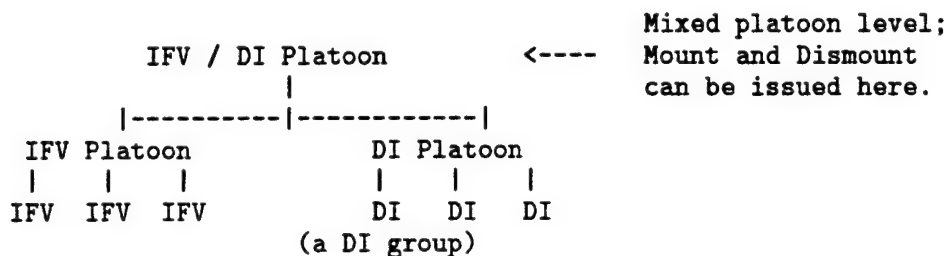 Mixed platoon level;
IFV / DI Platoon <---- Mount and Dismount
can be issued here.
|
|----------|------------|
IFV Platoon DI Platoon
| | | | | |
IFV IFV IFV DI DI DI
(a DI group)